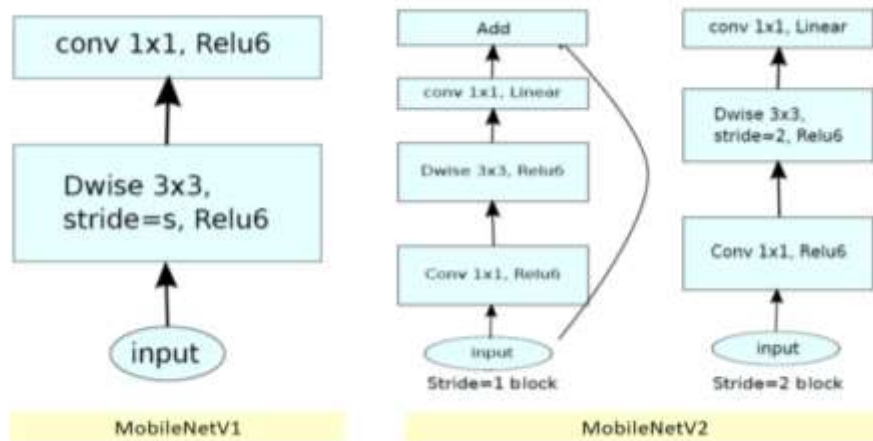 conv 1x1, Relu6
Dwise 3x3,
stride=s, Relu6
input
MobileNetV1
Add
conv 1x1, Linear
Dwise 3x3, Relu6
Conv 1x1, Relu6
input
Stride=1 block
conv 1x1, Linear
Dwise 3x3,
stride=2, Relu6
Conv 1x1, Relu6
input
Stride=2 block
MobileNetV2